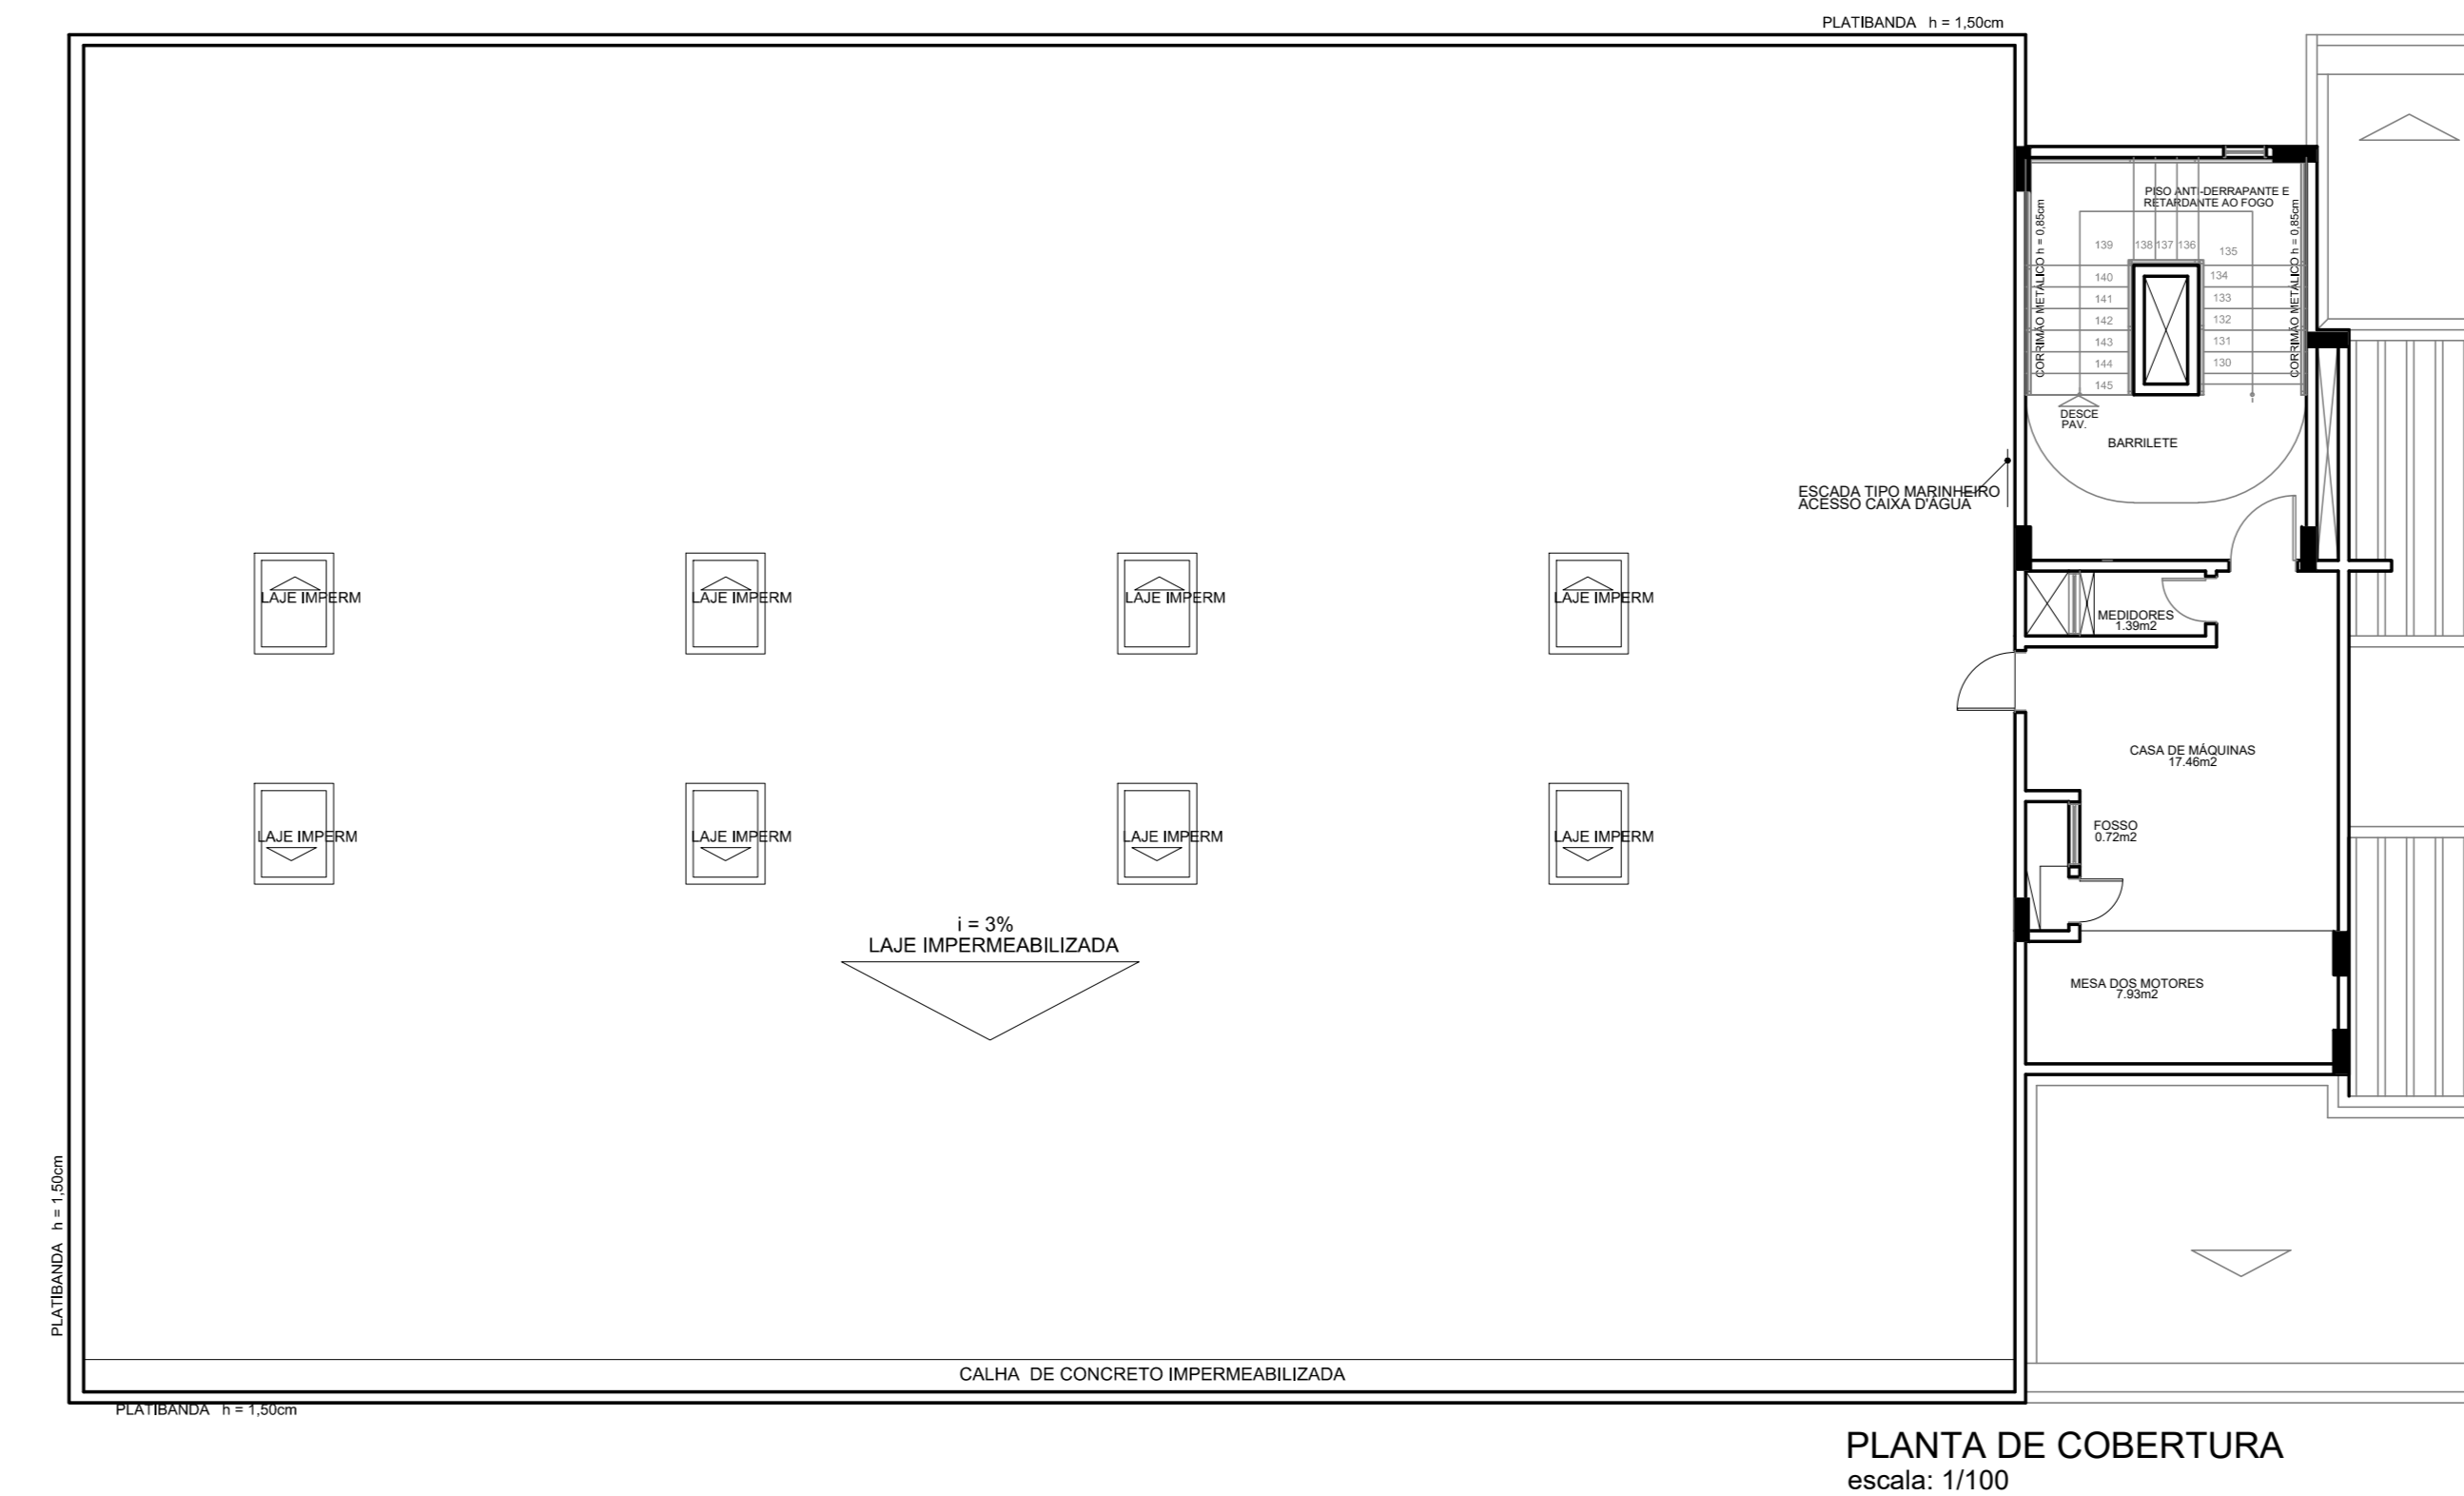 PLATIBANDA h = 1,50cm
PISO ANTI-DERRAPANTE E
RETARDANTE AO FOGO
CORRIMÃO METALICO h = 0,85cm
CORRIMÃO METALICO h = 0,85cm
139
138
137
136
135
140
134
141
133
142
132
143
131
144
130
145
DESCE
PAV.
BARRILETE
ESCADA TIPO MARINHEIRO
ACESSO CAIXA D'ÁGUA
LAJE IMPERM
LAJE IMPERM
LAJE IMPERM
LAJE IMPERM
MEDIDORES
1.39m2
CASA DE MÁQUINAS
17.46m2
LAJE IMPERM
LAJE IMPERM
LAJE IMPERM
LAJE IMPERM
FOSSO
0.72m2
i = 3%
LAJE IMPERMEABILIZADA
MESA DOS MOTORES
7.93m2
PLATIBANDA h = 1,50cm
CALHA DE CONCRETO IMPERMEABILIZADA
PLATIBANDA h = 1,50cm
PLANTA DE COBERTURA
escala: 1/100